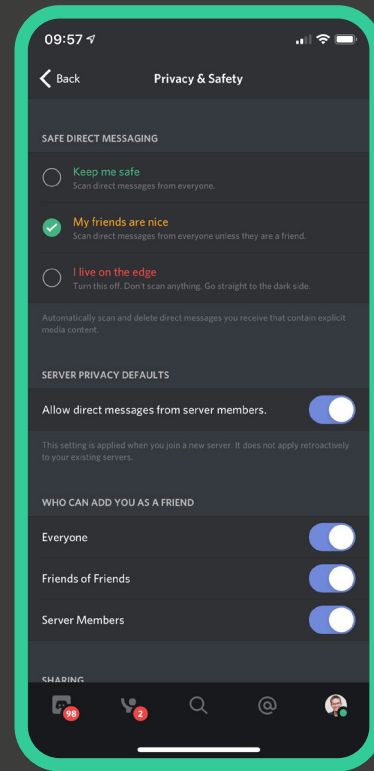 09:57
Back
Privacy & Safety
SAFE DIRECT MESSAGING
Keep me safe
Scan direct messages from everyone.
My friends are nice
Scan direct messages from everyone unless they are a friend.
I live on the edge
Turn this off. Don't scan anything. Go straight to the dark side.
Automatically scan and delete direct messages you receive that contain explicit
media content.
SERVER PRIVACY DEFAULTS
Allow direct messages from server members.
This setting is applied when you join a new server. It does not apply retroactively
to your existing servers.
WHO CAN ADD YOU AS A FRIEND
Everyone
Friends of Friends
Server Members
SHARING
98
2
@